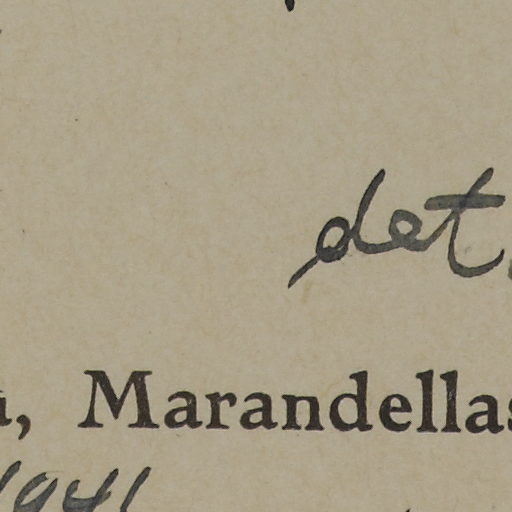 det.
, Marandellas
1941